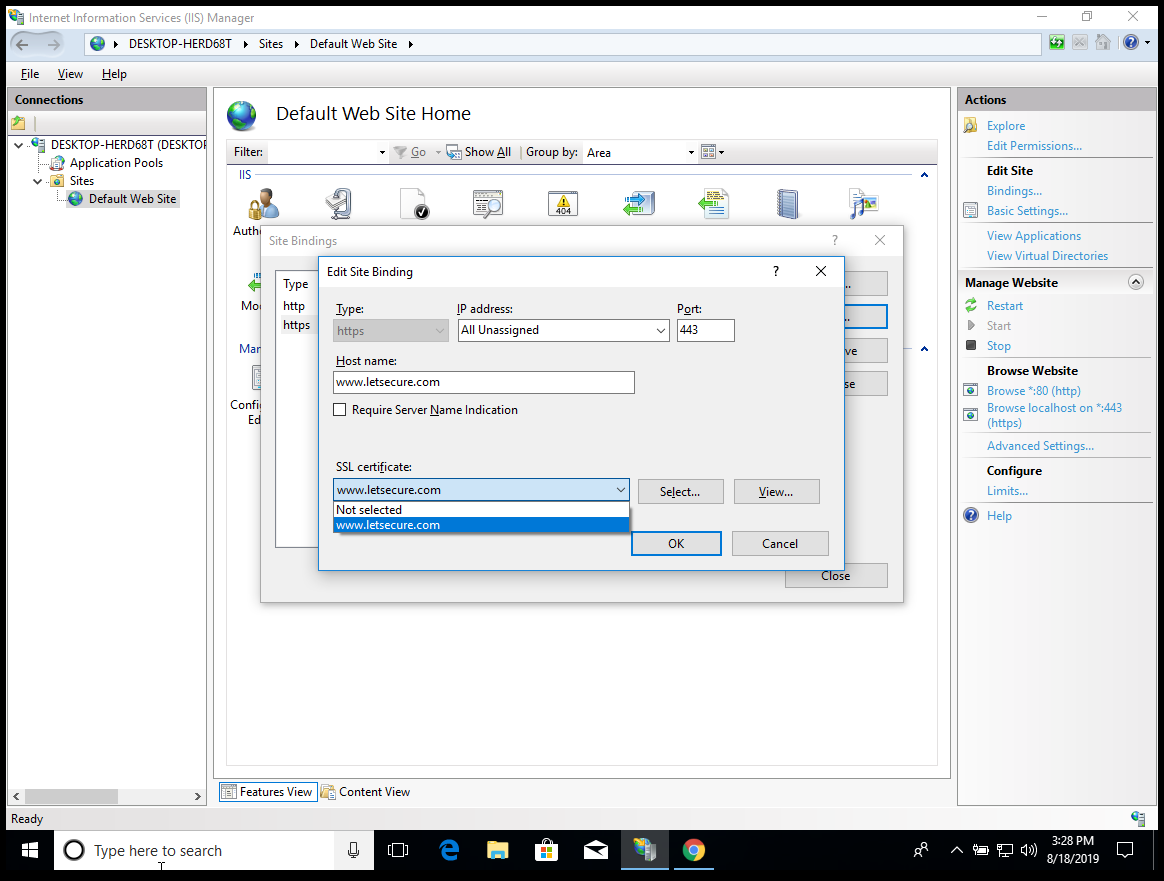 Internet Information Services (IIS) Manager
DESKTOP-HERD68T Sites Default Web Site
File View Help
Connections
DESKTOP-HERD68T (DESKTOP
Application Pools
Sites
Default Web Site
Default Web Site Home
Filter: Go Show All Group by: Area
IIS
404
Authe
Mo
Mar
Config
Ed
Site Bindings
?
Type
http
https
...
...
ve
se
Close
Edit Site Binding
?
Type: IP address: Port:
https All Unassigned 443
Host name:
www.letsecure.com
Require Server Name Indication
SSL certificate:
www.letsecure.com Select... View...
Not selected
www.letsecure.com
OK Cancel
Features View Content View
Actions
Explore
Edit Permissions...
Edit Site
Bindings...
Basic Settings...
View Applications
View Virtual Directories
Manage Website
Restart
Start
Stop
Browse Website
Browse *:80 (http)
Browse localhost on *:443
(https)
Advanced Settings...
Configure
Limits...
Help
Ready
Type here to search
3:28 PM
8/18/2019